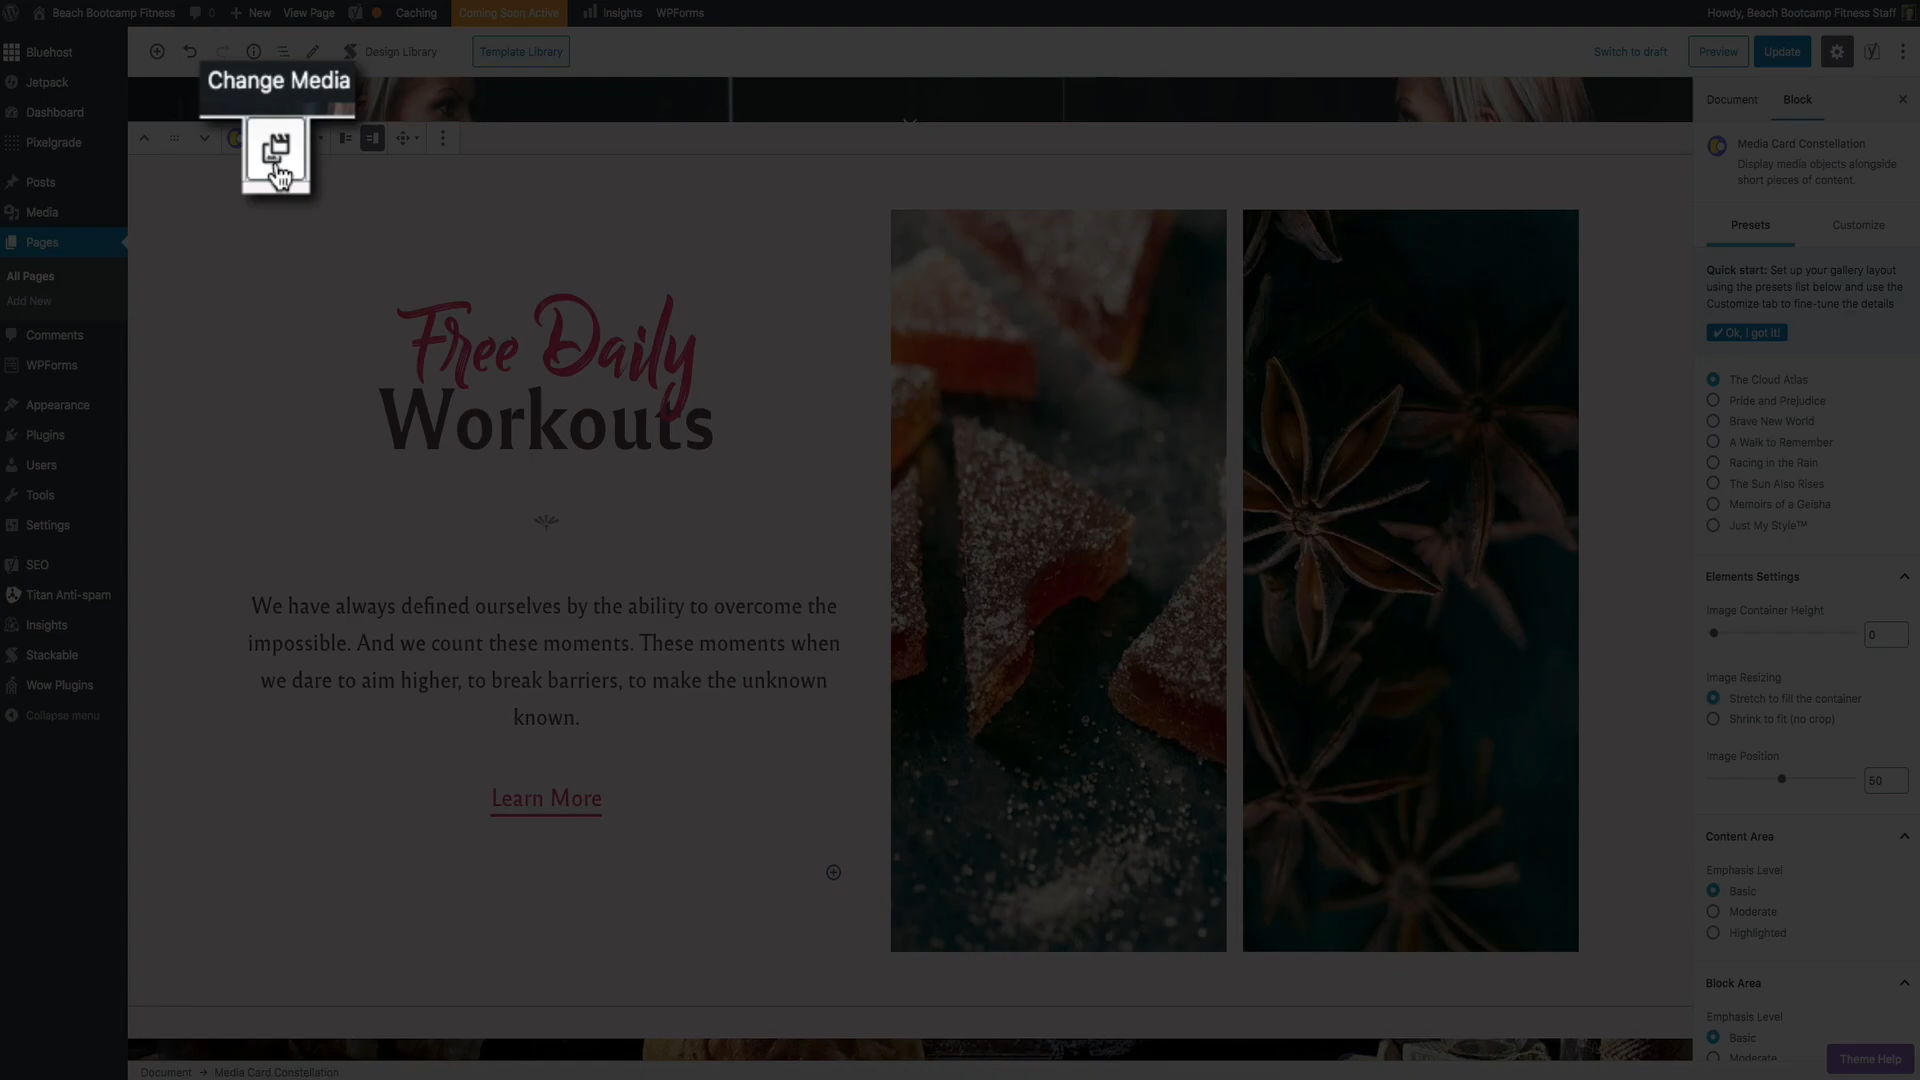 Beach Bootcamp Fitness
0
New
View Page
Caching
Coming Soon Active
Insights
WPForms
Howdy, Beach Bootcamp Fitness Staff
Bluehost
Jetpack
Dashboard
Pixelgrade
Posts
Media
Pages
All Pages
Add New
Comments
WPForms
Appearance
Plugins
Users
Tools
Settings
SEO
Titan Anti-spam
Insights
Stackable
Wow Plugins
Collapse menu
Design Library
Template Library
Switch to draft
Preview
Update
Change Media
Free Daily
Workouts
We have always defined ourselves by the ability to overcome the
impossible. And we count these moments. These moments when
we dare to aim higher, to break barriers, to make the unknown
known.
Learn More
Document
Block
Media Card Constellation
Display media objects alongside
short pieces of content.
Presets
Customize
Quick start: Set up your gallery layout
using the presets list below and use the
Customize tab to fine-tune the details
✔ Ok, I got it!
The Cloud Atlas
Pride and Prejudice
Brave New World
A Walk to Remember
Racing in the Rain
The Sun Also Rises
Memoirs of a Geisha
Just My Style™
Elements Settings
Image Container Height
0
Image Resizing
Stretch to fill the container
Shrink to fit (no crop)
Image Position
50
Content Area
Emphasis Level
Basic
Moderate
Highlighted
Block Area
Emphasis Level
Basic
Moderate
Theme Help
Document → Media Card Constellation